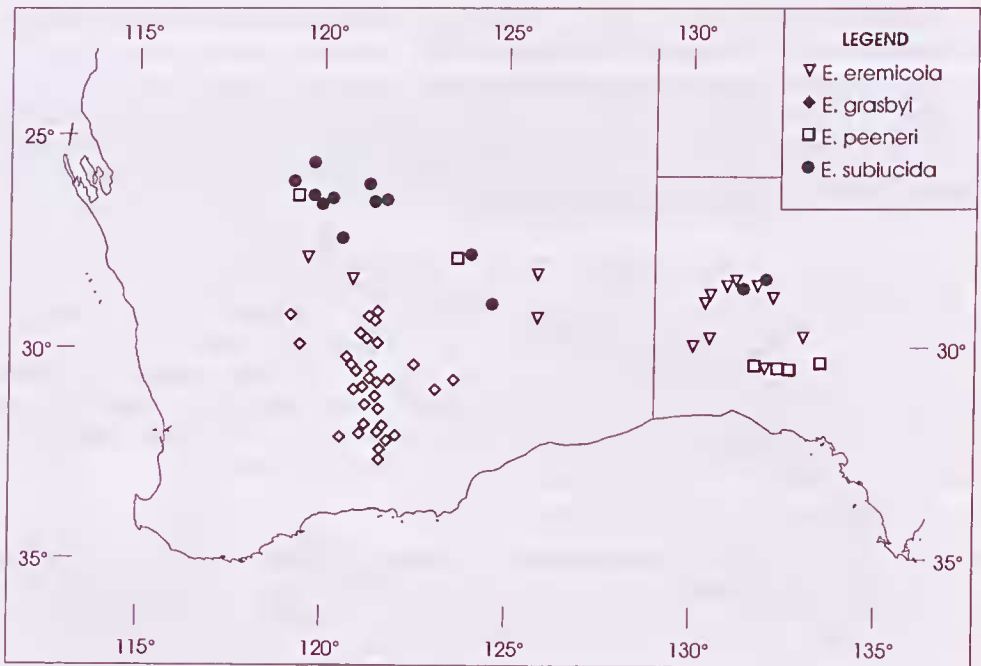 115° 120° 125° 130°
LEGEND
E. eremicola
E. grasbyi
E. peeneri
E. sublucida
25°
30° 30°
35° 35°
115° 120° 125° 130° 135°